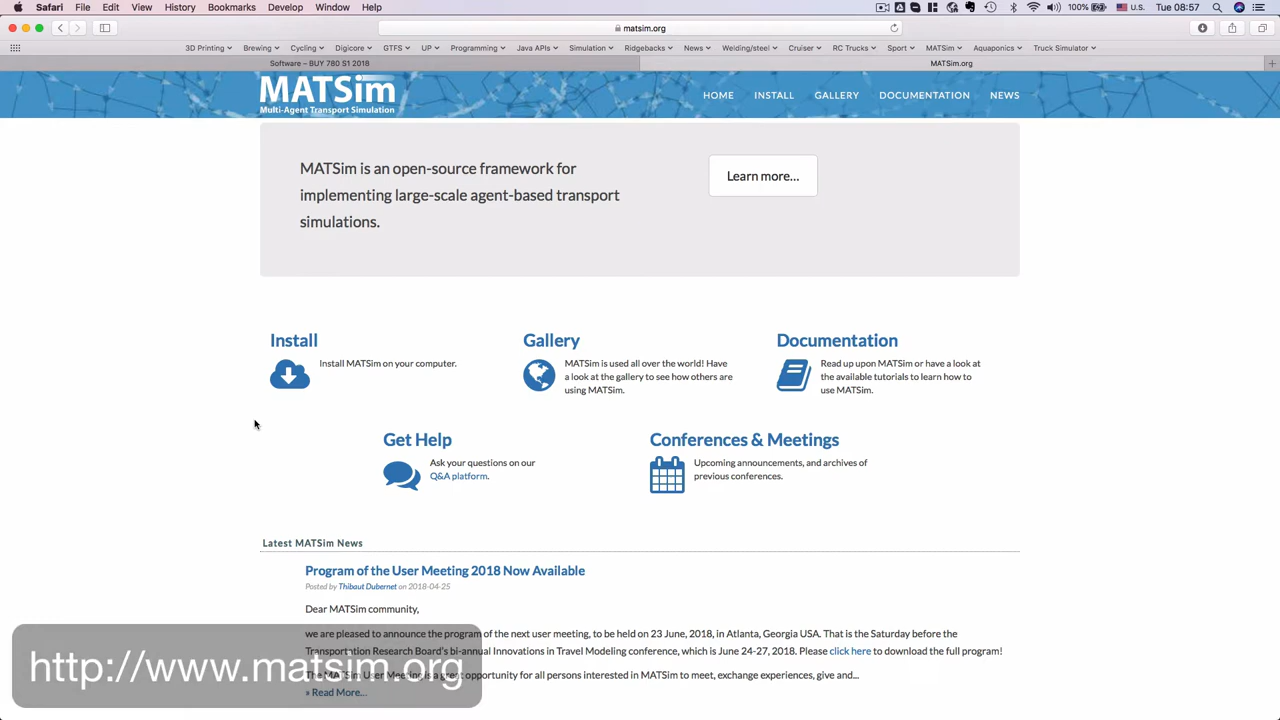 Safari File Edit View History Bookmarks Develop Window Help
100% U.S. Tue 08:57
matsim.org
3D Printing Brewing Cycling Digicore GTFS UP Programming Java APIs Simulation Ridgebacks News Welding/steel Cruiser RC Trucks Sport MATSim Aquaponics Truck Simulator
Software – BUY 780 S1 2018
MATSim.org
MATSim
Multi-Agent Transport Simulation
HOME INSTALL GALLERY DOCUMENTATION NEWS
MATSim is an open-source framework for
implementing large-scale agent-based transport
simulations.
Learn more...
Install
Install MATSim on your computer.
Gallery
MATSim is used all over the world! Have
a look at the gallery to see how others are
using MATSim.
Documentation
Read up upon MATSim or have a look at
the available tutorials to learn how to
use MATSim.
Get Help
Ask your questions on our
Q&A platform.
Conferences & Meetings
Upcoming announcements, and archives of
previous conferences.
Latest MATSim News
Program of the User Meeting 2018 Now Available
Posted by Thibaut Dubernet on 2018-04-25
Dear MATSim community,
we are pleased to announce the program of the next user meeting, to be held on 23 June, 2018, in Atlanta, Georgia USA. That is the Saturday before the
Transportation Research Board's bi-annual Innovations in Travel Modeling conference, which is June 24-27, 2018. Please click here to download the full program!
The MATSim User Meeting is a great opportunity for all persons interested in MATSim to meet, exchange experiences, give and...
» Read More...
http://www.matsim.org